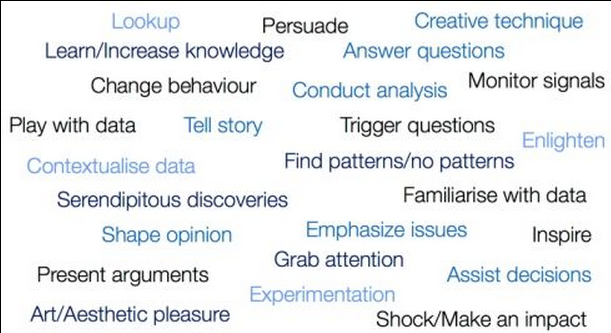 Lookup
Persuade
Creative technique
Learn/Increase knowledge
Answer questions
Change behaviour
Conduct analysis
Monitor signals
Play with data
Tell story
Trigger questions
Enlighten
Contextualise data
Find patterns/no patterns
Serendipitous discoveries
Familiarise with data
Shape opinion
Emphasize issues
Inspire
Grab attention
Present arguments
Assist decisions
Experimentation
Art/Aesthetic pleasure
Shock/Make an impact